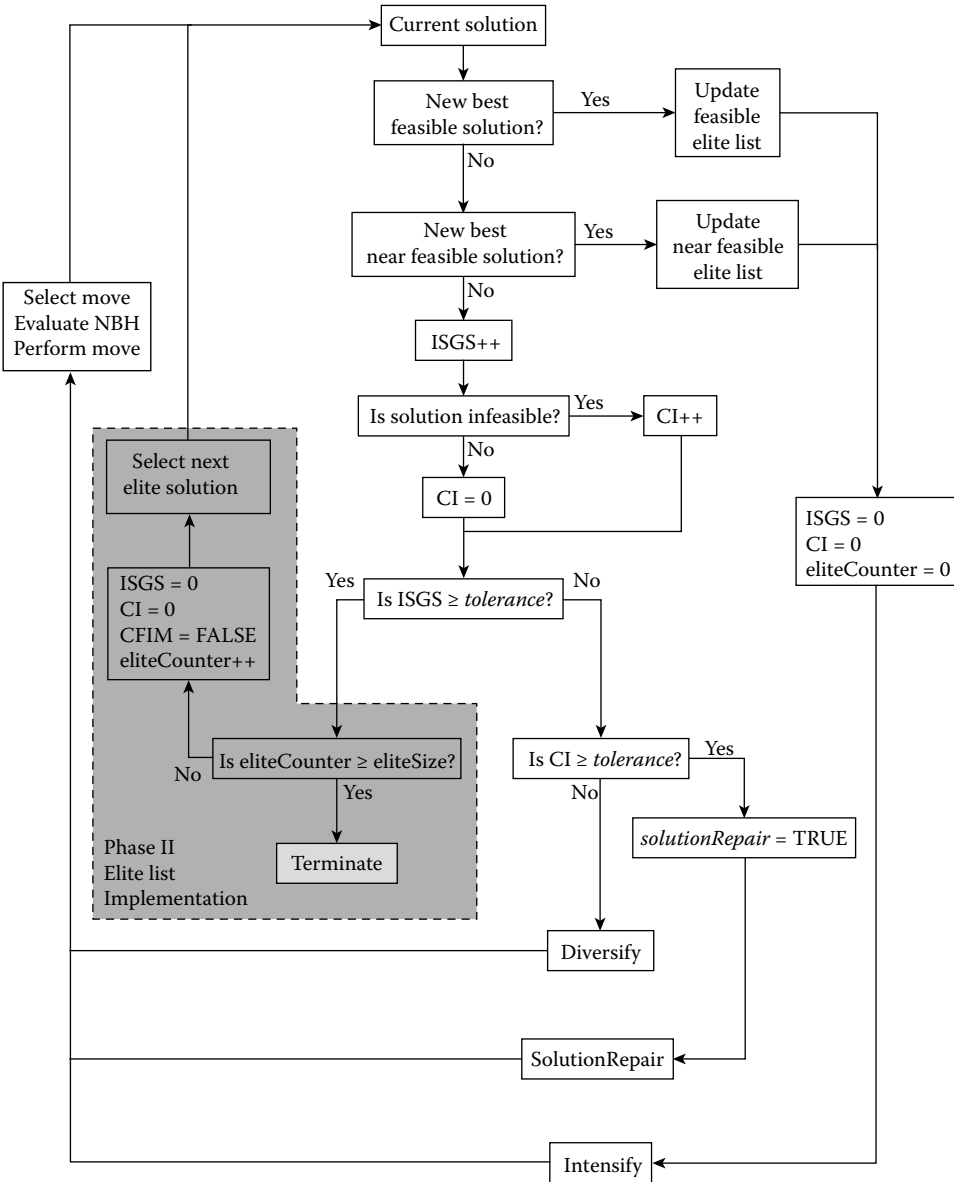 Current solution
New best
feasible solution?
Yes
Update
feasible
elite list
No
New best
near feasible solution?
Yes
Update
near feasible
elite list
No
Select move
Evaluate NBH
Perform move
ISGS++
Is solution infeasible?
Yes
CI++
No
Select next
elite solution
CI = 0
ISGS = 0
CI = 0
eliteCounter = 0
ISGS = 0
CI = 0
CFIM = FALSE
eliteCounter++
Yes
Is ISGS ≥ tolerance?
No
Is eliteCounter ≥ eliteSize?
No
Yes
Is CI ≥ tolerance?
Yes
No
solutionRepair = TRUE
Terminate
Phase II
Elite list
Implementation
Diversify
SolutionRepair
Intensify